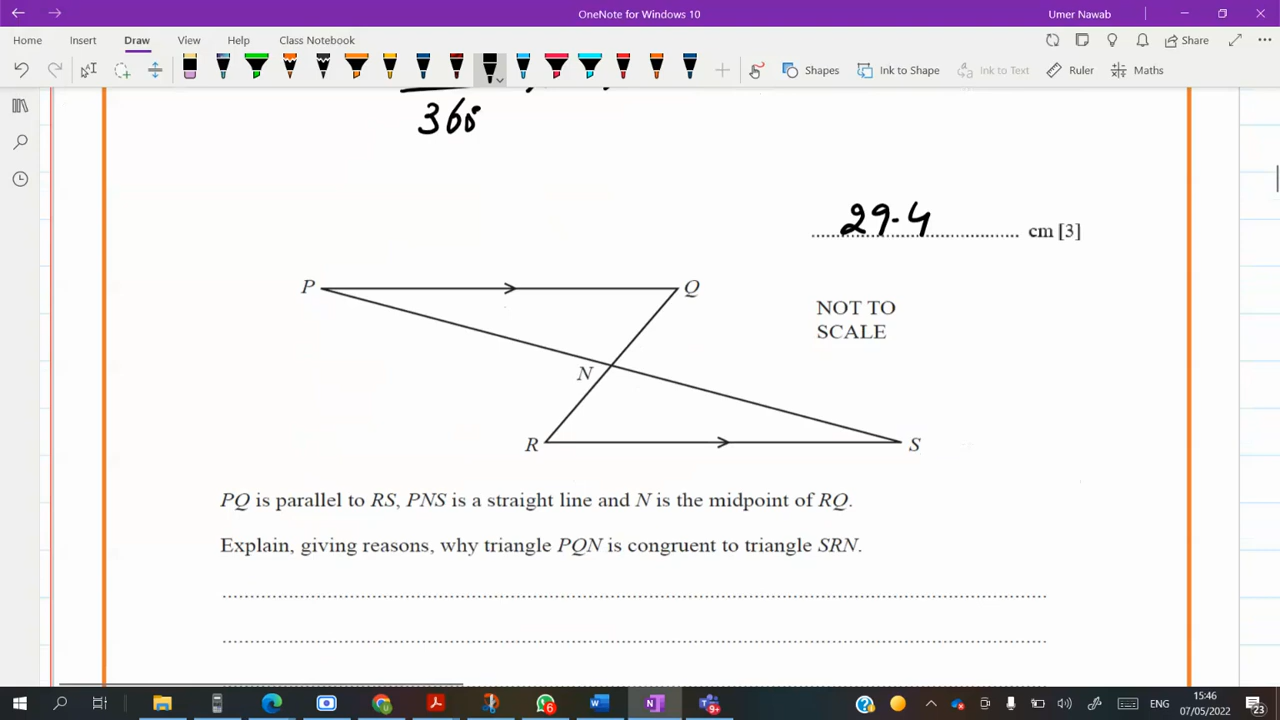 OneNote for Windows 10
Umer Nawab
Home Insert Draw View Help Class Notebook
Share
Shapes Ink to Shape Ink to Text Ruler Maths
360
29.4
cm [3]
P
Q
NOT TO
SCALE
N
R
S
PQ is parallel to RS, PNS is a straight line and N is the midpoint of RQ.
Explain, giving reasons, why triangle PQN is congruent to triangle SRN.
6
9+
ENG
15:46
07/05/2022
23